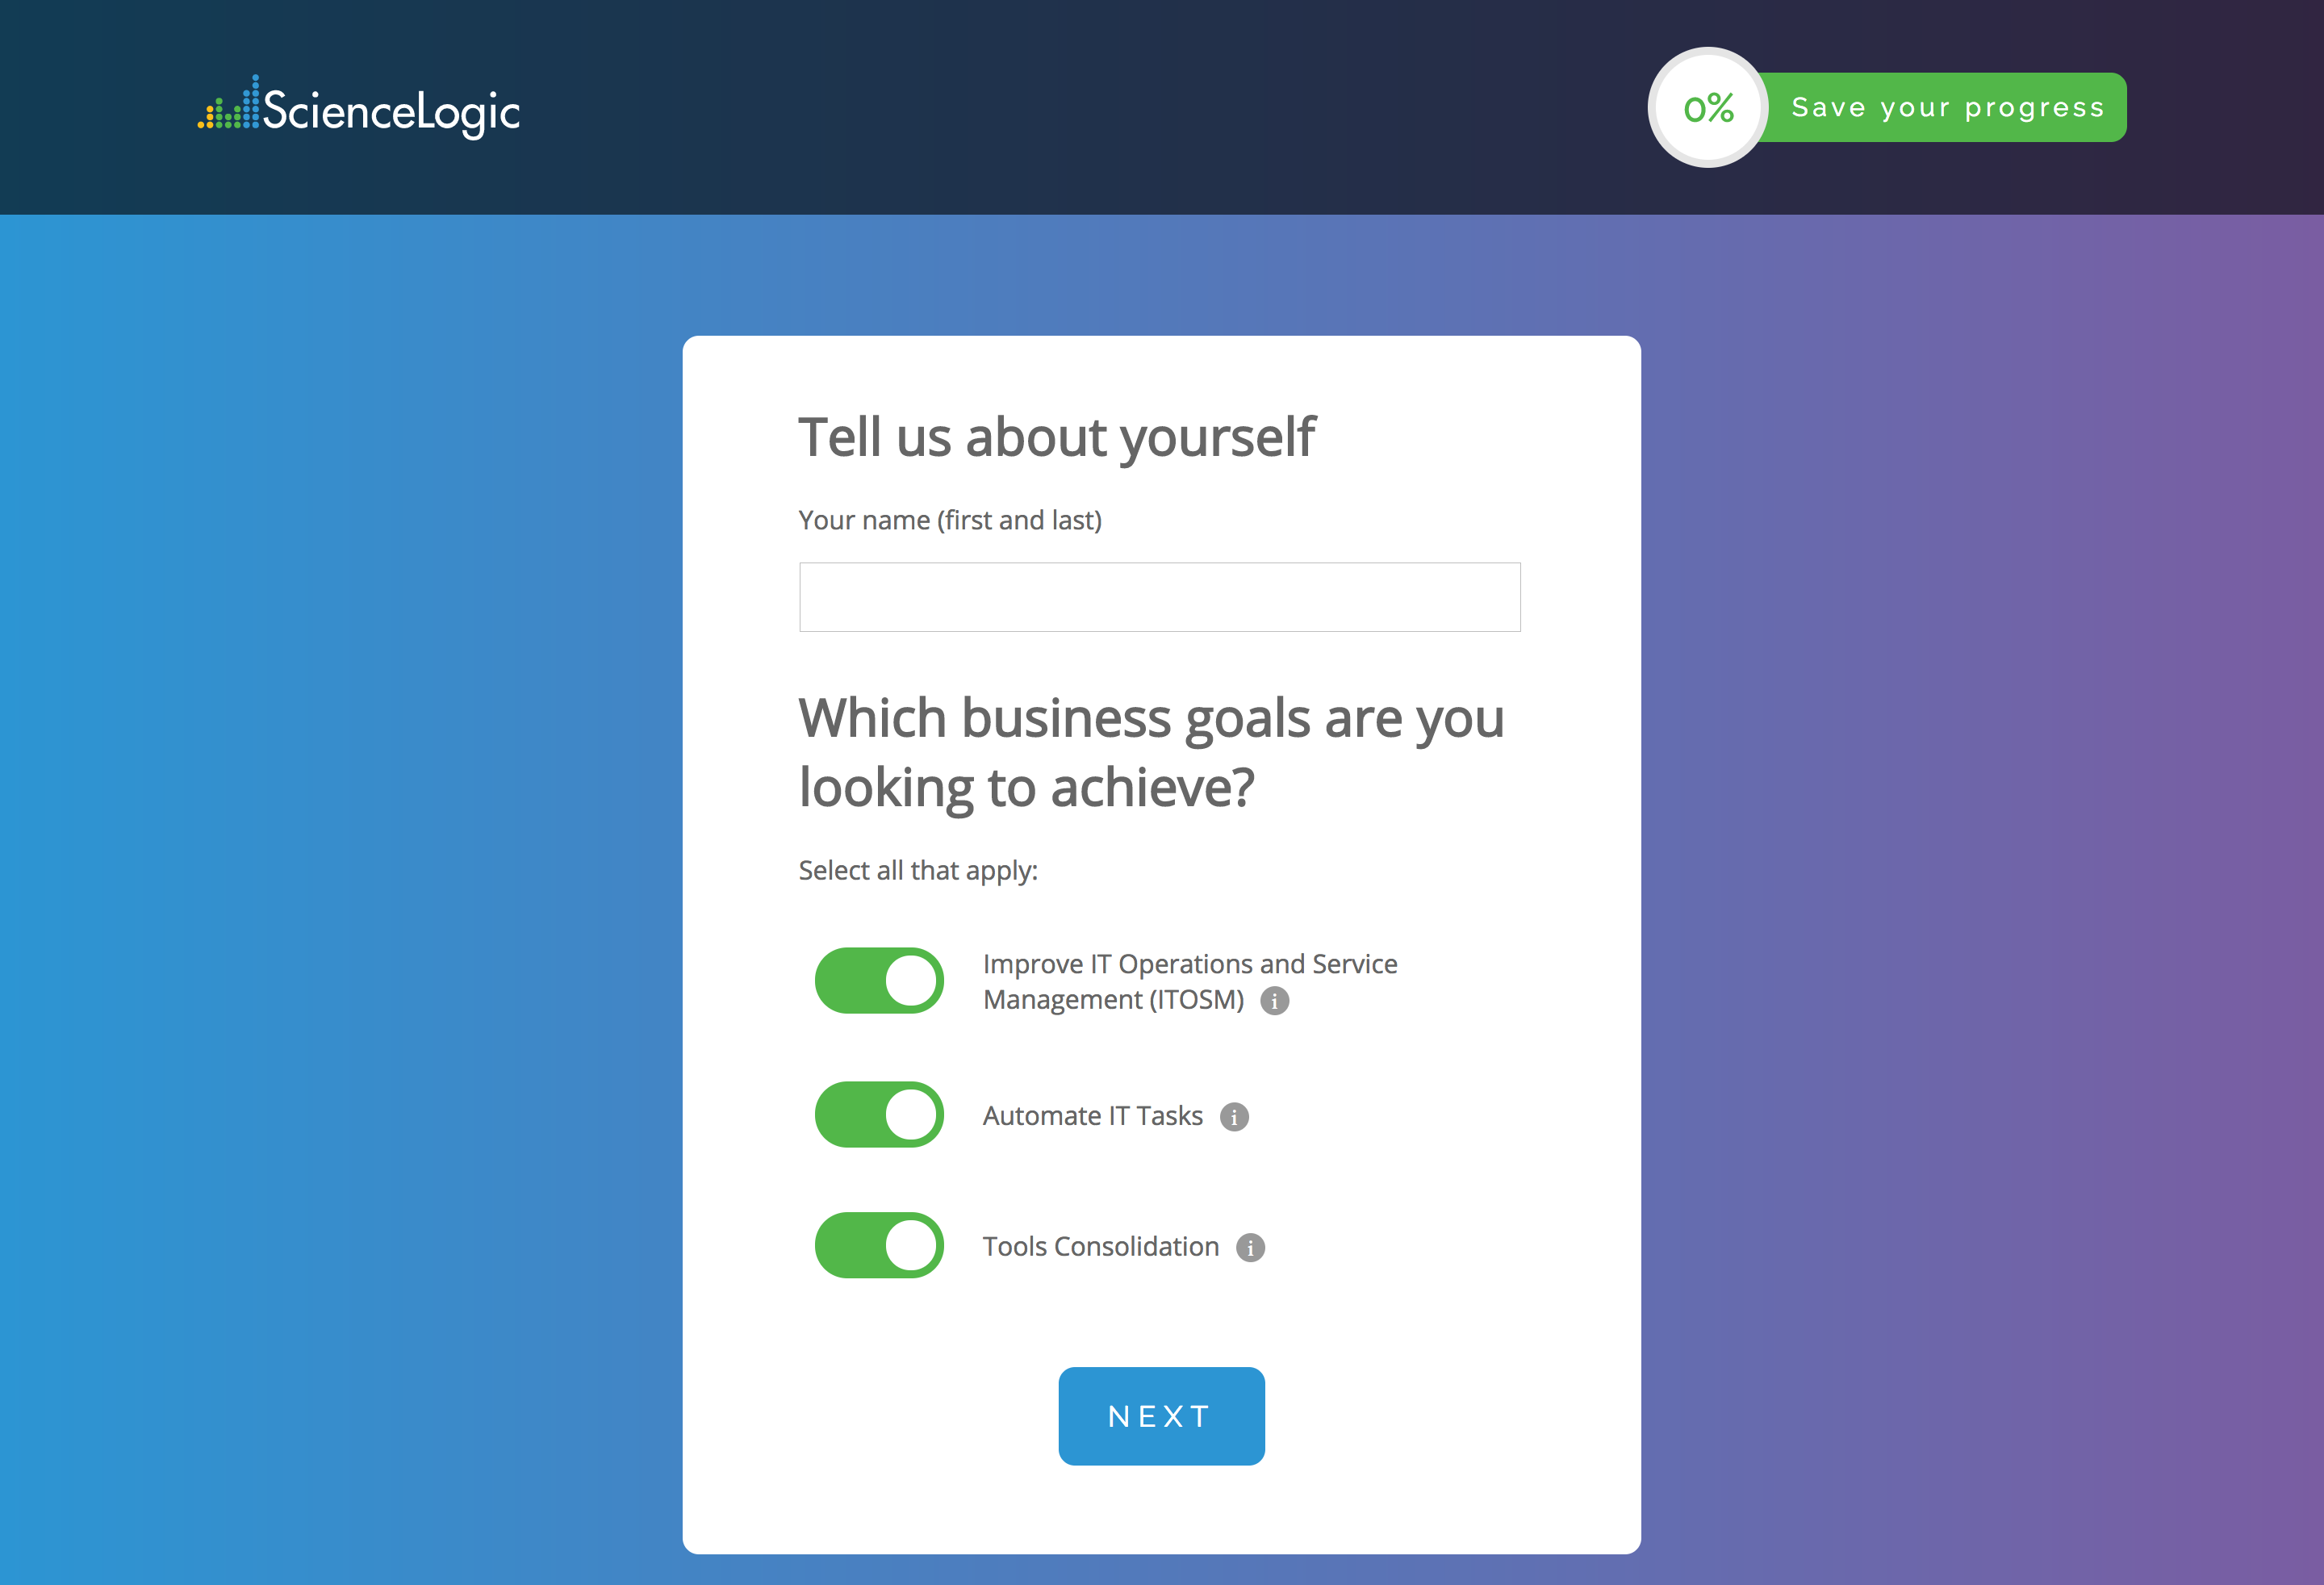 ScienceLogic
0%
Save your progress
Tell us about yourself
Your name (first and last)
Which business goals are you
looking to achieve?
Select all that apply:
Improve IT Operations and Service
Management (ITOSM) i
Automate IT Tasks i
Tools Consolidation i
NEXT